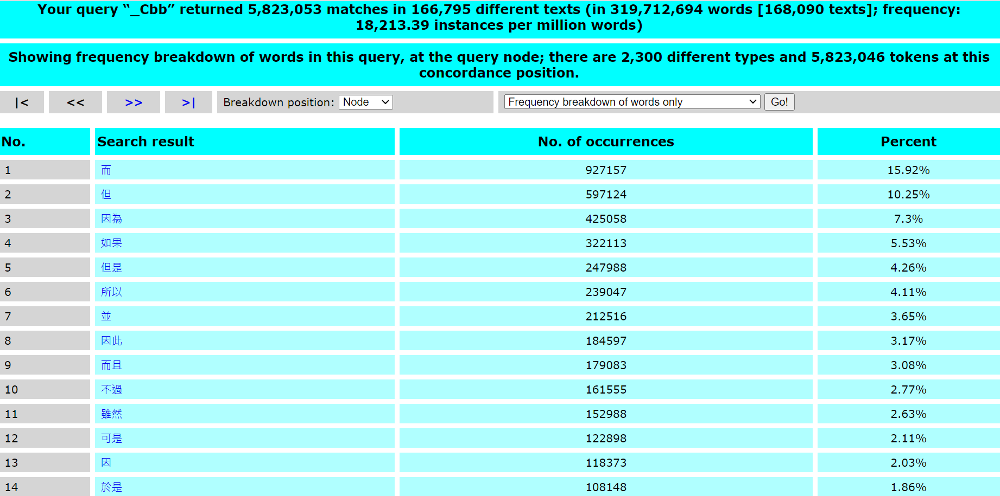 Your query “_Cbb” returned 5,823,053 matches in 166,795 different texts (in 319,712,694 words [168,090 texts]; frequency:
18,213.39 instances per million words)
Showing frequency breakdown of words in this query, at the query node; there are 2,300 different types and 5,823,046 tokens at this
concordance position.
|< << >> >| Breakdown position: Node Frequency breakdown of words only Go!
No. Search result No. of occurrences Percent
1 而 927157 15.92%
2 但 597124 10.25%
3 因為 425058 7.3%
4 如果 322113 5.53%
5 但是 247988 4.26%
6 所以 239047 4.11%
7 並 212516 3.65%
8 因此 184597 3.17%
9 而且 179083 3.08%
10 不過 161555 2.77%
11 雖然 152988 2.63%
12 可是 122898 2.11%
13 因 118373 2.03%
14 於是 108148 1.86%